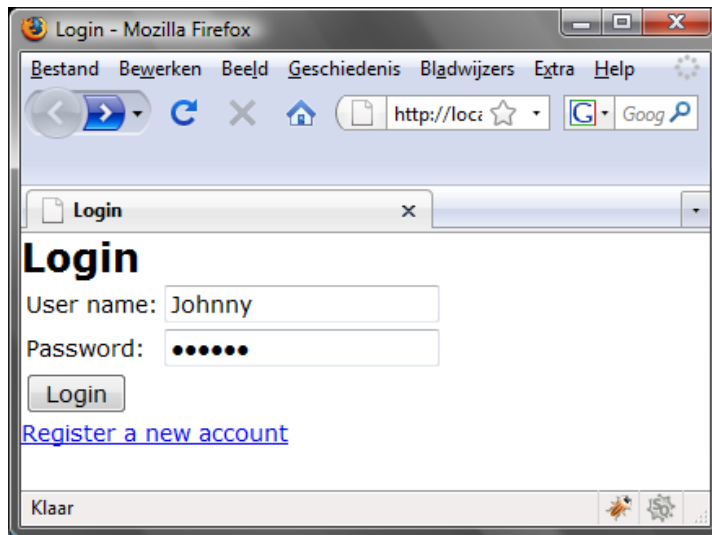 Login - Mozilla Firefox
Bestand Bewerken Beeld Geschiedenis Bladwijzers Extra Help
http://loca Goog
Login
Login
User name: Johnny
Password: ●●●●●●
Login
Register a new account
Klaar